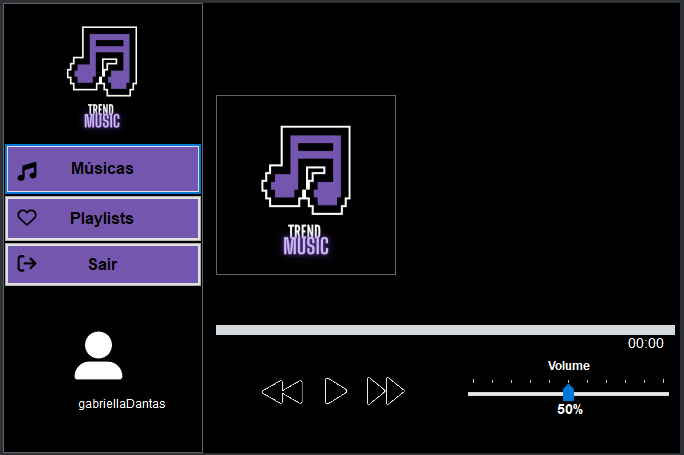 TREND
MUSIC
Músicas
Playlists
Sair
gabriellaDantas
TREND
MUSIC
00:00
Volume
50%